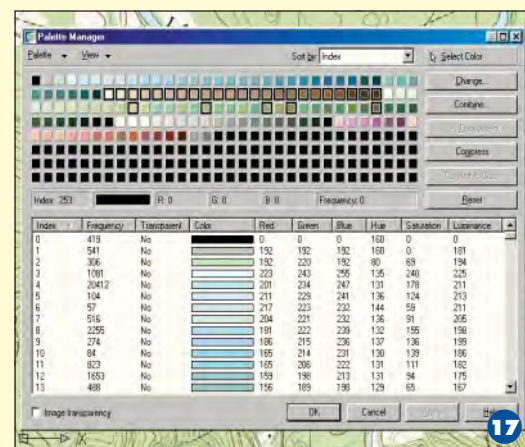 Palette Manager
Palette View Sort by: Index Select Color
Change...
Combine...
Compress
Reset
Index: 253 R: 0 G: 0 B: 0 Frequency: 0
Index Frequency Transparent Color Red Green Blue Hue Saturation Luminance
0 419 No 0 0 0 160 0 0
1 541 No 192 192 192 160 0 181
2 306 No 192 220 192 80 69 194
3 1081 No 223 243 255 135 240 225
4 20412 No 201 234 247 131 178 211
5 104 No 211 229 241 136 124 213
6 57 No 217 223 232 144 59 211
7 516 No 204 221 232 136 91 205
8 2255 No 181 222 239 132 155 198
9 274 No 186 215 236 137 136 199
10 84 No 165 214 231 130 139 186
11 823 No 165 206 222 131 111 182
12 1653 No 159 198 213 131 94 175
13 488 No 156 189 198 129 65 167
Image transparency OK Cancel
17